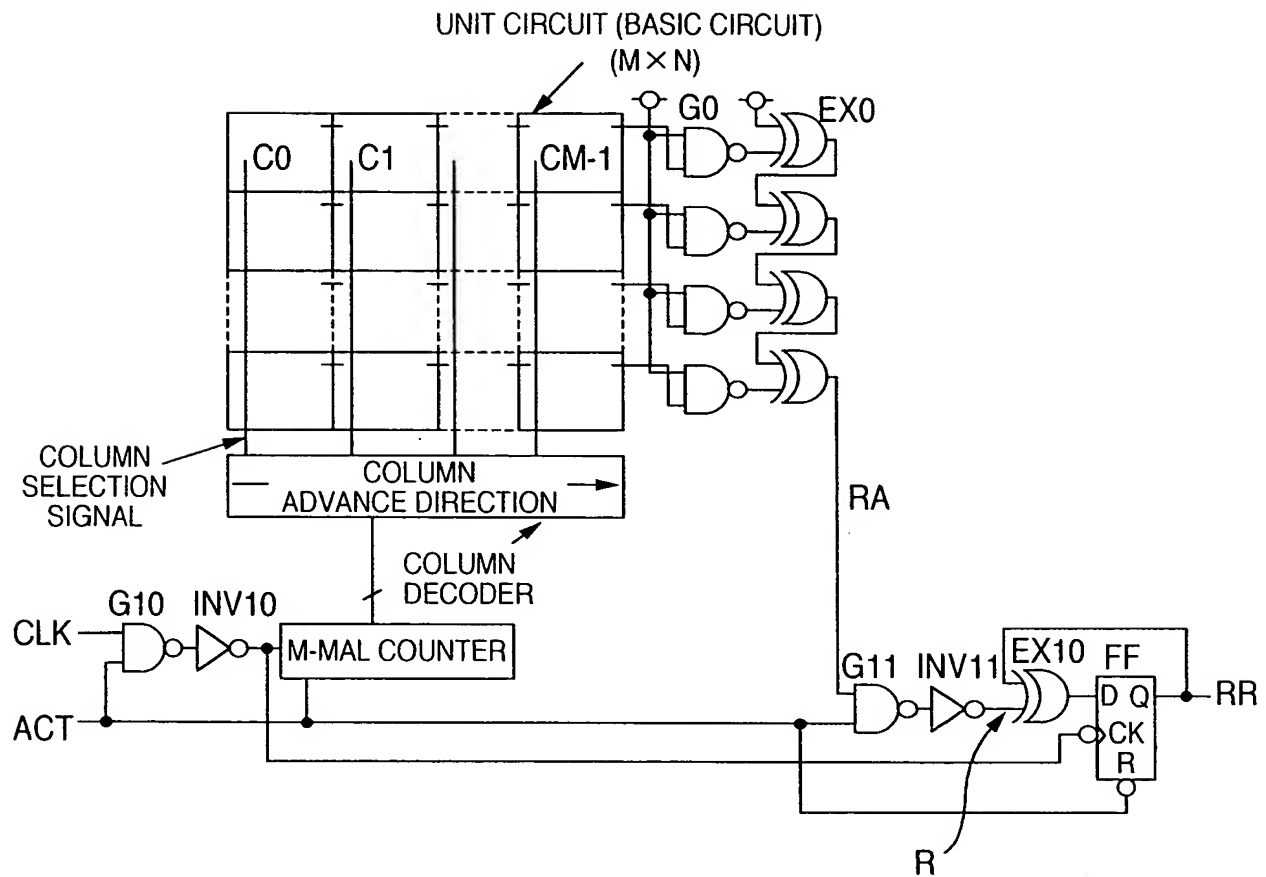 UNIT CIRCUIT (BASIC CIRCUIT)
(M×N)
G0
EX0
C0
C1
CM-1
COLUMN
SELECTION
SIGNAL
COLUMN
ADVANCE DIRECTION
RA
COLUMN
DECODER
G10
INV10
CLK
M-MAL COUNTER
G11
INV11
EX10
FF
D Q
RR
ACT
CK
R
R